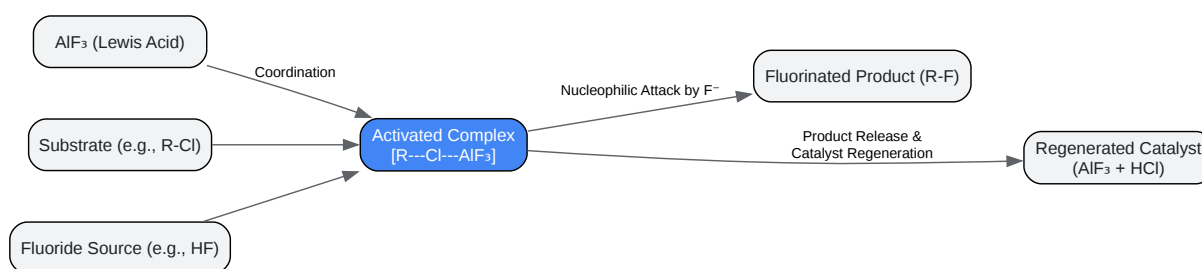 AlF₃ (Lewis Acid)
Coordination
Substrate (e.g., R-Cl)
Fluoride Source (e.g., HF)
Activated Complex
[R---Cl---AlF₃]
Nucleophilic Attack by F⁻
Fluorinated Product (R-F)
Product Release &
Catalyst Regeneration
Regenerated Catalyst
(AlF₃ + HCl)